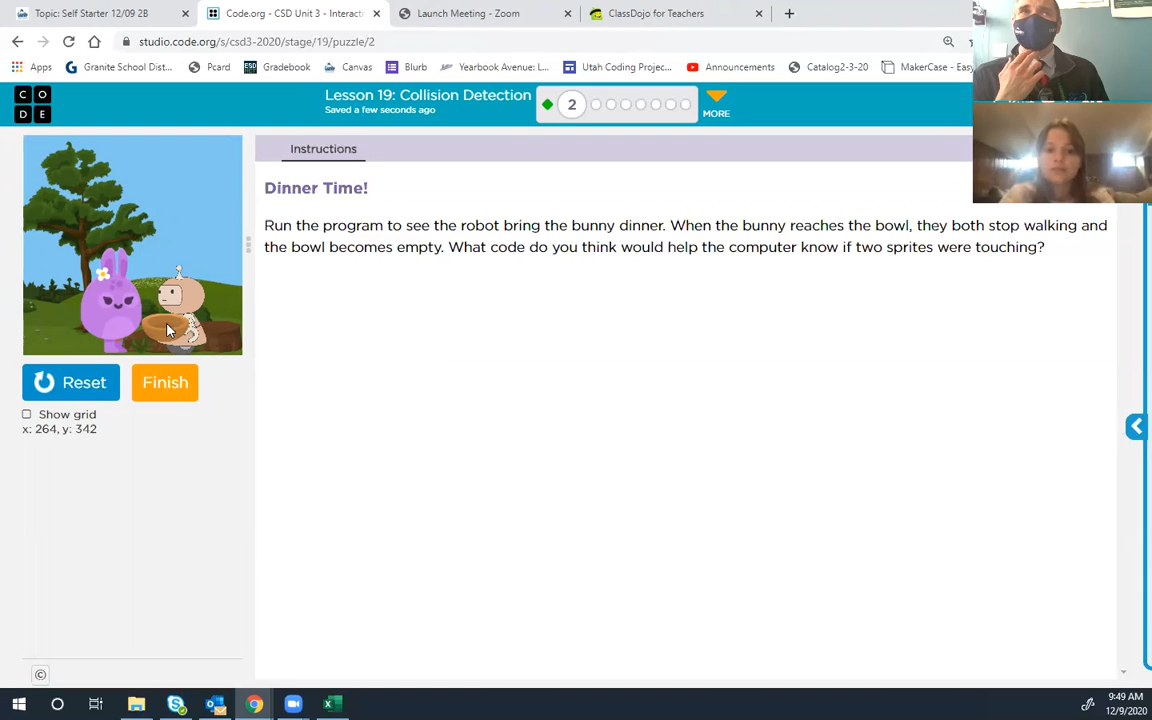 Topic: Self Starter 12/09 2B
Code.org - CSD Unit 3 - Interact
Launch Meeting - Zoom
ClassDojo for Teachers
studio.code.org/s/csd3-2020/stage/19/puzzle/2
Apps
Granite School Dist...
Pcard
Gradebook
Canvas
Blurb
Yearbook Avenue: L...
Utah Coding Projec...
Announcements
Catalog2-3-20
MakerCase - Easy
C O
D E
Lesson 19: Collision Detection
Saved a few seconds ago
2
MORE
Instructions
Dinner Time!
Run the program to see the robot bring the bunny dinner. When the bunny reaches the bowl, they both stop walking and
the bowl becomes empty. What code do you think would help the computer know if two sprites were touching?
Reset
Finish
Show grid
x: 264, y: 342
©
9:49 AM
12/9/2020